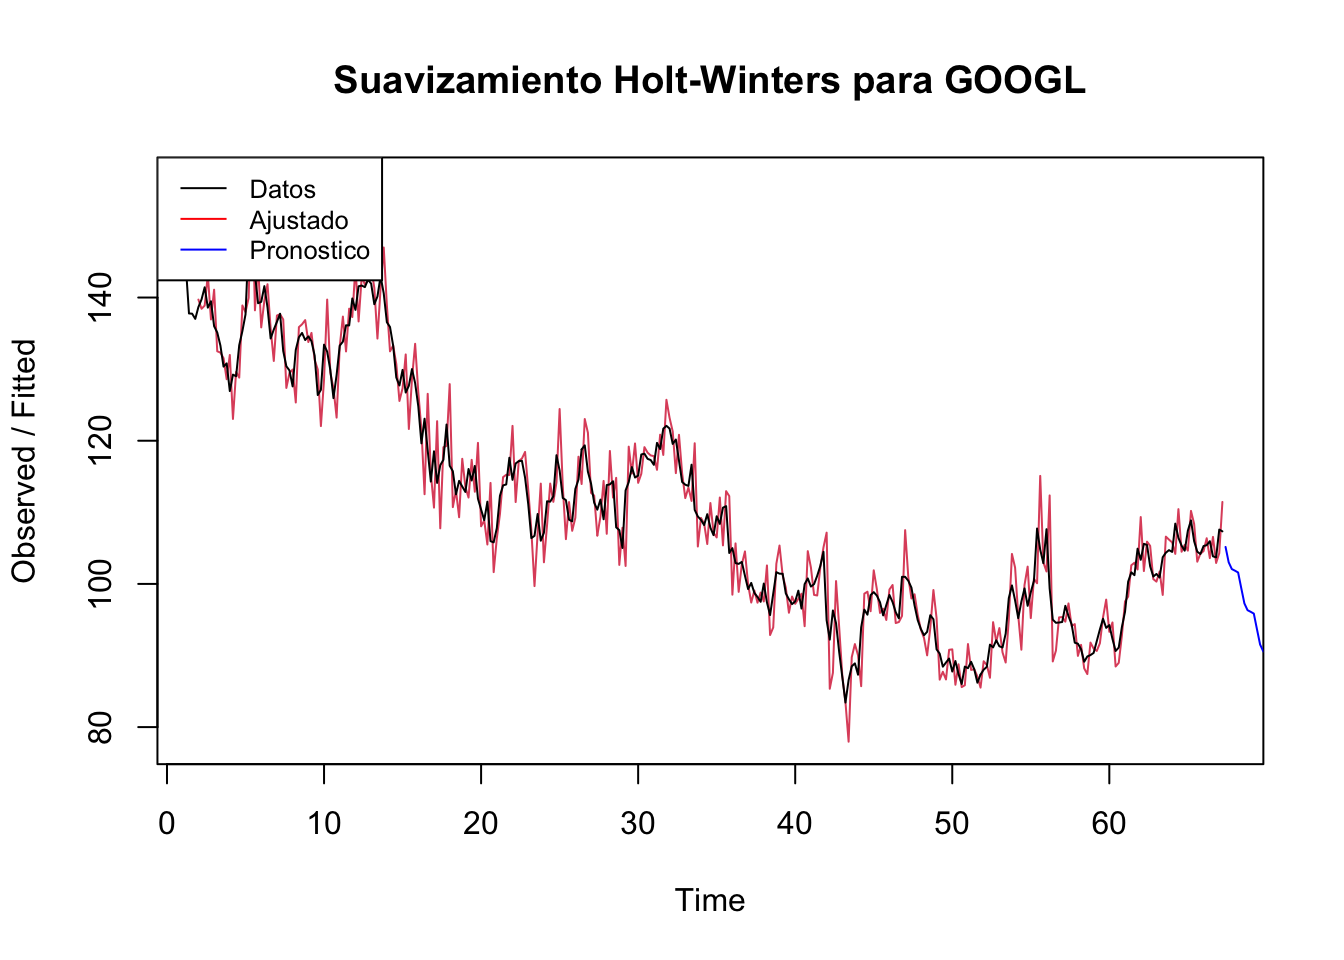 Suavizamiento Holt-Winters para GOOGL
Datos
Ajustado
Pronostico
Observed / Fitted
140
120
100
80
0 10 20 30 40 50 60
Time